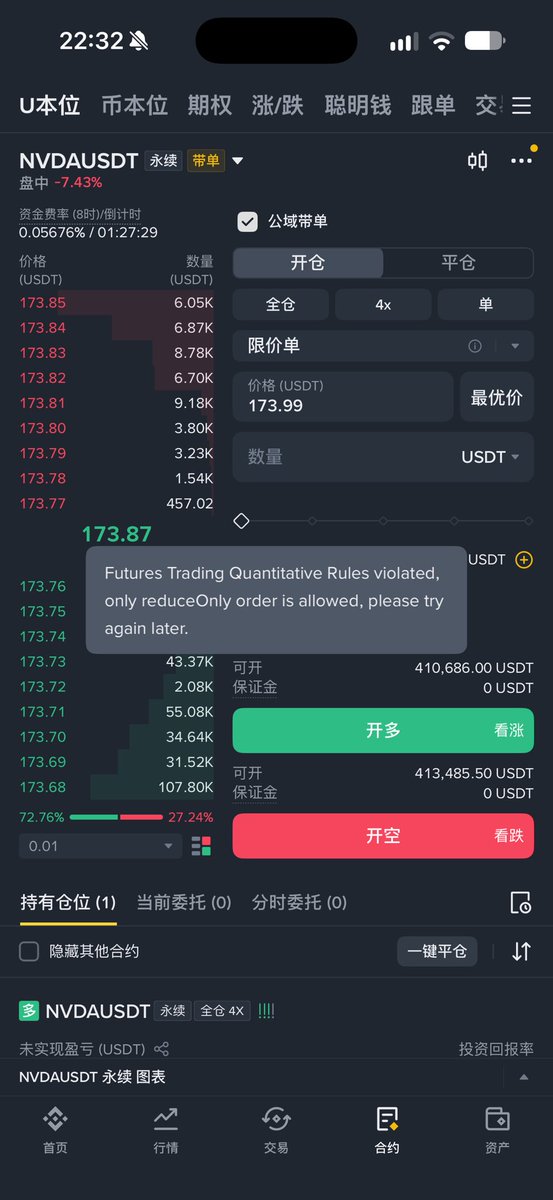 22:32
U本位 币本位 期权 涨/跌 聪明钱 跟单 交
NVDAUSDT 永续 带单
盘中 -7.43%
资金费率 (8时)/倒计时
0.05676% / 01:27:29
公域带单
价格 数量
(USDT) (USDT)
开仓 平仓
全仓 4x 单
限价单
价格 (USDT)
173.99
最优价
数量 USDT
173.85 6.05K
173.84 6.87K
173.83 8.78K
173.82 6.70K
173.81 9.18K
173.80 3.80K
173.79 3.23K
173.78 1.54K
173.77 457.02
173.87
USDT
Futures Trading Quantitative Rules violated,
only reduceOnly order is allowed, please try
again later.
173.76
173.75
173.74
173.73 43.37K
173.72 2.08K
173.71 55.08K
173.70 34.64K
173.69 31.52K
173.68 107.80K
72.76% 27.24%
0.01
可开 410,686.00 USDT
保证金 0 USDT
开多 看涨
可开 413,485.50 USDT
保证金 0 USDT
开空 看跌
持有仓位 (1) 当前委托 (0) 分时委托 (0)
隐藏其他合约 一键平仓
多 NVDAUSDT 永续 全仓 4X !!!!
未实现盈亏 (USDT) 投资回报率
NVDAUSDT 永续 图表
首页 行情 交易 合约 资产